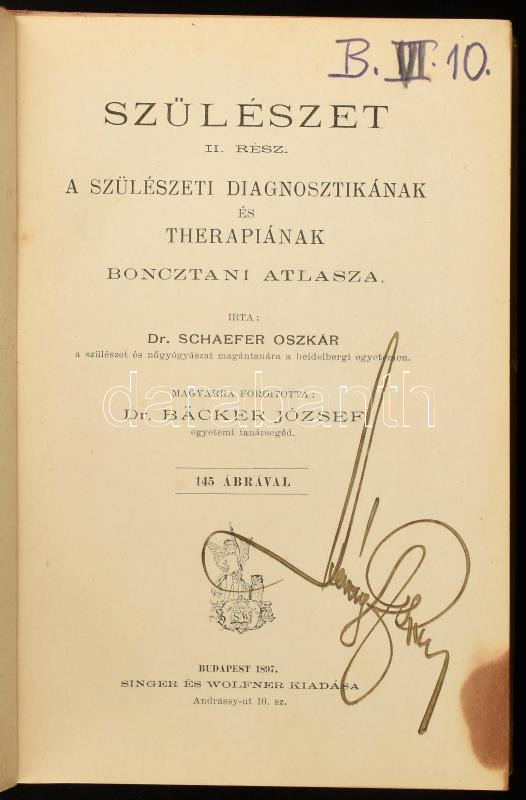 B. VI. 10.
SZÜLÉSZET
II. RÉSZ.
A SZÜLÉSZETI DIAGNOSZTIKÁNAK
ÉS
THERAPIÁNAK
BONCZTANI ATLASZA.
IRTA:
Dr. SCHAEFER OSZKÁR
a szülészet és nőgyógyászat magántanára a heidelbergi egyetemen.
MAGYARRA FORDITOTTA:
darabanth
Dr. BÄCKER JÓZSEF
egyetemi tanársegéd.
145 ÁBRÁVAL
BUDAPEST 1897.
SINGER ÉS WOLFNER KIADÁSA
Andrássy-ut 10. sz.